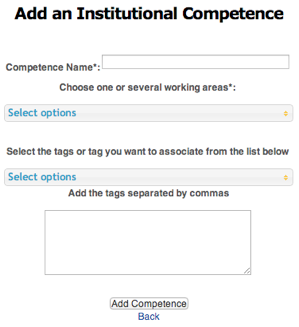 Add an Institutional Competence
Competence Name*:
Choose one or several working areas*:
Select options
Select the tags or tag you want to associate from the list below
Select options
Add the tags separated by commas
Add Competence
Back